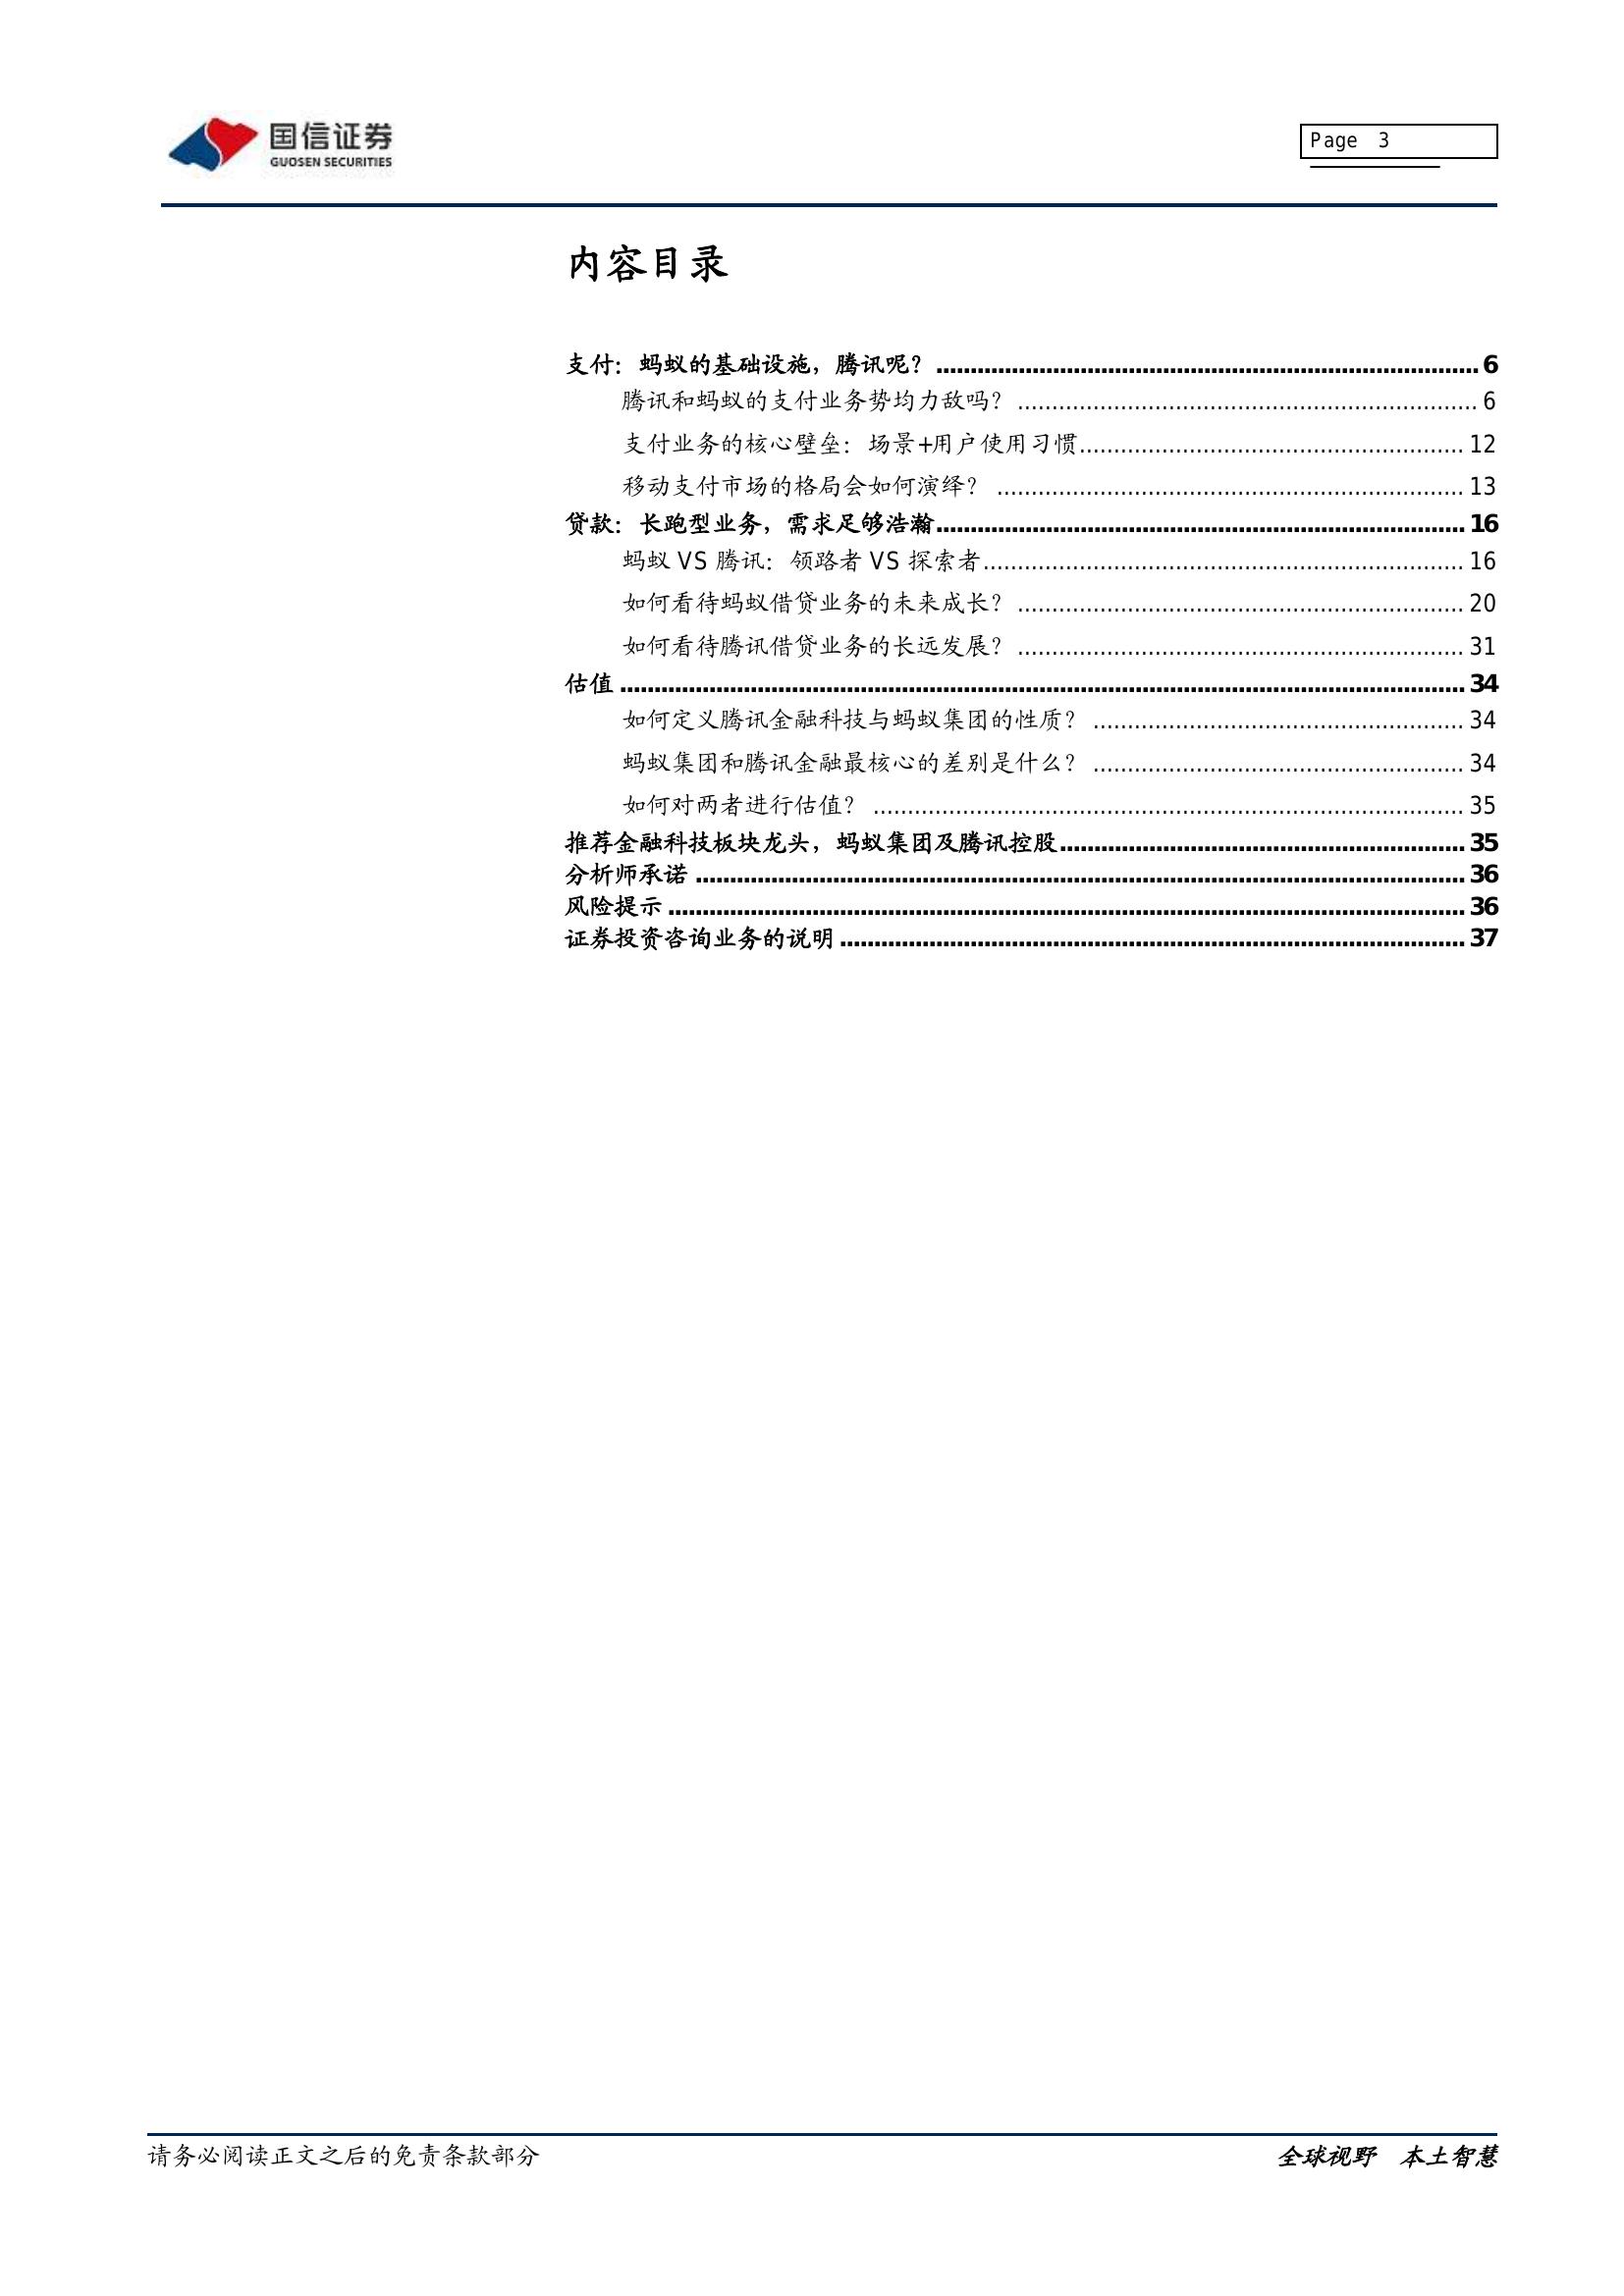 国信证券
GUOSEN SECURITIES
Page 3
内容目录
支付：蚂蚁的基础设施，腾讯呢？ ........................................ 6
腾讯和蚂蚁的支付业务势均力敌吗？ ........................................ 6
支付业务的核心壁垒：场景+用户使用习惯 ........................................ 12
移动支付市场的格局会如何演绎？ ........................................ 13
贷款：长跑型业务，需求足够浩瀚 ........................................ 16
蚂蚁 VS 腾讯：领路者 VS 探索者 ........................................ 16
如何看待蚂蚁借贷业务的未来成长？ ........................................ 20
如何看待腾讯借贷业务的长远发展？ ........................................ 31
估值 ........................................ 34
如何定义腾讯金融科技与蚂蚁集团的性质？ ........................................ 34
蚂蚁集团和腾讯金融最核心的差别是什么？ ........................................ 34
如何对两者进行估值？ ........................................ 35
推荐金融科技板块龙头，蚂蚁集团及腾讯控股 ........................................ 35
分析师承诺 ........................................ 36
风险提示 ........................................ 36
证券投资咨询业务的说明 ........................................ 37
请务必阅读正文之后的免责条款部分
全球视野 本土智慧